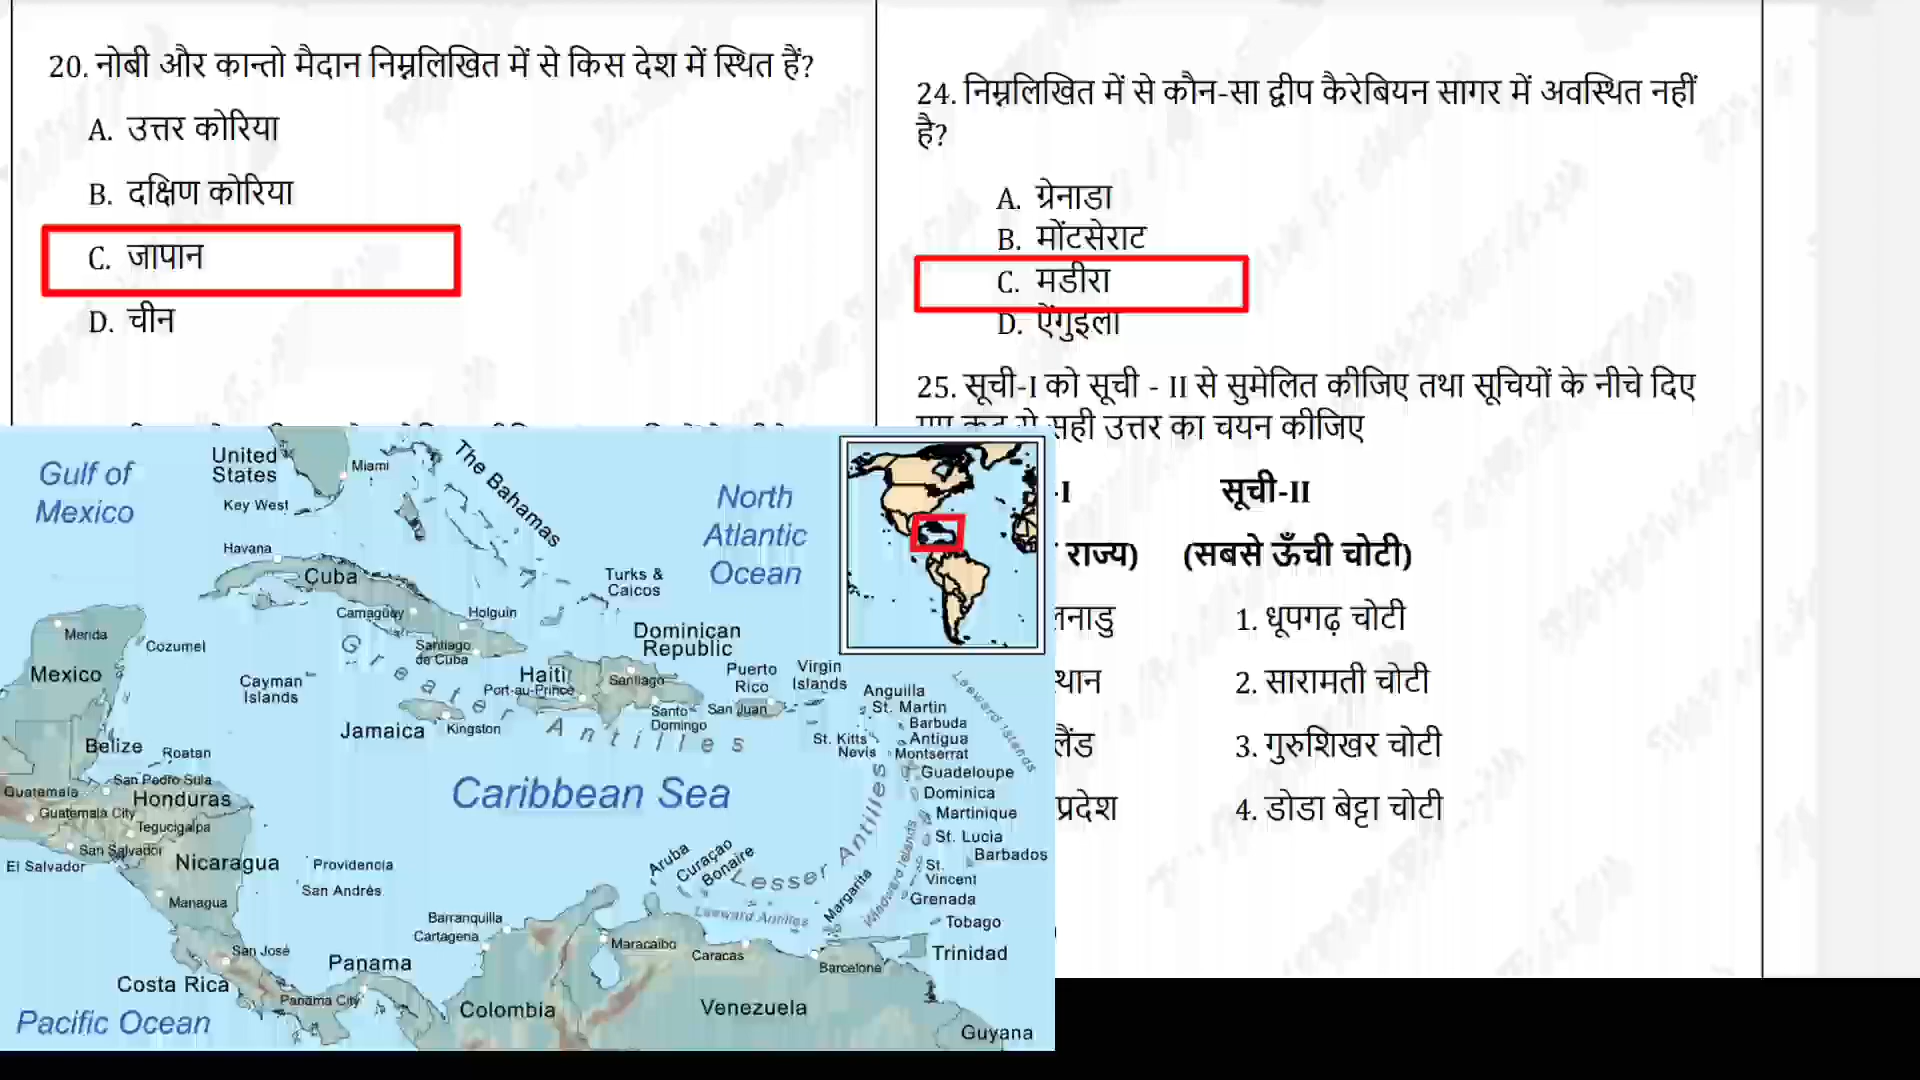 20. नोबी और कान्तो मैदान निम्नलिखित में से किस देश में स्थित हैं?
A. उत्तर कोरिया
B. दक्षिण कोरिया
C. जापान
D. चीन
24. निम्नलिखित में से कौन-सा द्वीप कैरेबियन सागर में अवस्थित नहीं
है?
A. ग्रेनाडा
B. मोंटसेराट
C. मडीरा
D. ऐंगुइला
25. सूची-I को सूची - II से सुमेलित कीजिए तथा सूचियों के नीचे दिए
सही उत्तर का चयन कीजिए
-I सूची-II
राज्य) (सबसे ऊँची चोटी)
1. धूपगढ़ चोटी
2. सारामती चोटी
3. गुरुशिखर चोटी
प्रदेश 4. डोडा बेट्टा चोटी
Gulf of
Mexico
United
States
Miami
Key West
The Bahamas
North
Atlantic
Ocean
Havana
Cuba
Turks &
Caicos
Camagüey
Holguin
Santiago
de Cuba
Merida
Cozumel
Mexico
Cayman
Islands
Greater Antilles
Haiti
Port-au-Prince
Dominican
Republic
Santiago
Santo
Domingo
Puerto
Rico
San Juan
Virgin
Islands
Jamaica
Kingston
Anguilla
St. Martin
Barbuda
St. Kitts
Antigua
Nevis
Montserrat
Leeward Islands
Guadeloupe
Dominica
Martinique
St. Lucia
Barbados
St.
Vincent
Grenada
Tobago
Trinidad
Belize
Roatan
San Pedro Sula
Guatemala
Honduras
Guatemala City
Tegucigalpa
San Salvador
El Salvador
Nicaragua
Managua
Providencia
San Andrés
Caribbean Sea
Aruba
Curaçao
Bonaire
Lesser Antilles
Leeward Antilles
Windward Islands
Margarita
Barranquilla
Cartagena
Maracaibo
Caracas
Barcelona
San José
Costa Rica
Panama
Panama City
Pacific Ocean
Colombia
Venezuela
Guyana